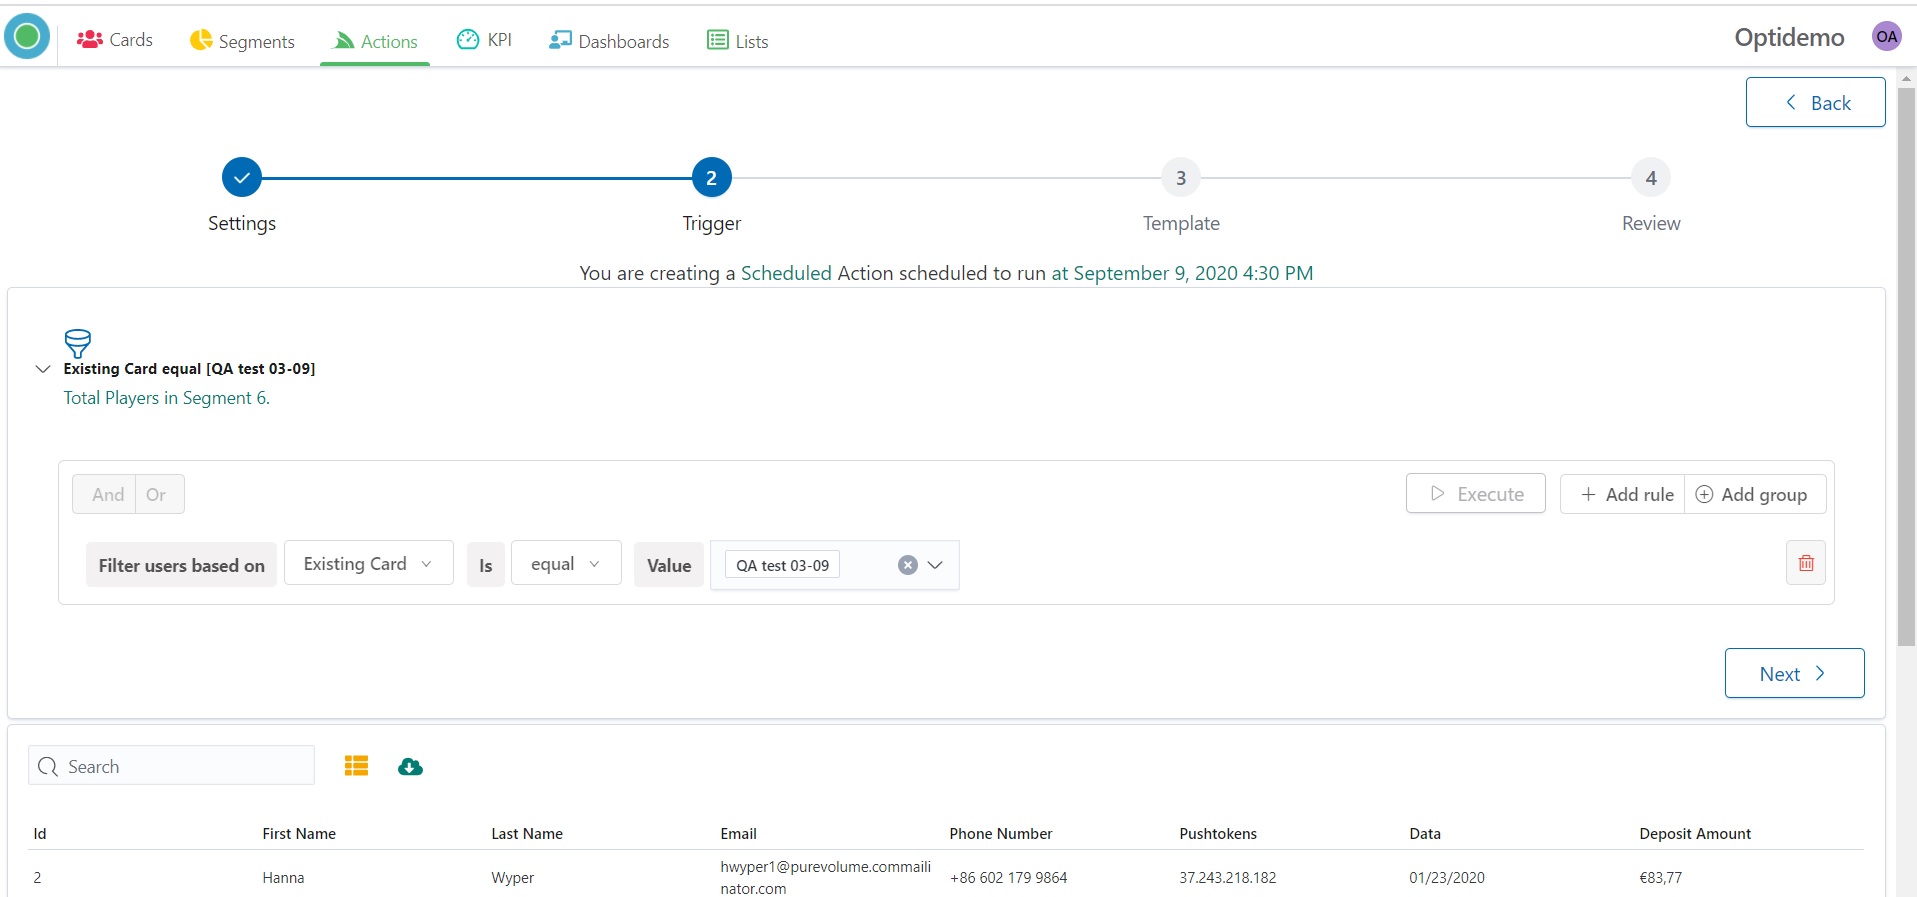 Cards Segments Actions KPI Dashboards Lists Optidemo OA
Back
2 3 4
Settings Trigger Template Review
You are creating a Scheduled Action scheduled to run at September 9, 2020 4:30 PM
Existing Card equal [QA test 03-09]
Total Players in Segment 6.
And Or Execute Add rule Add group
Filter users based on Existing Card Is equal Value QA test 03-09
Next
Search
Id First Name Last Name Email Phone Number Pushtokens Data Deposit Amount
2 Hanna Wyper hwyper1@purevolume.commaili +86 602 179 9864 37.243.218.182 01/23/2020 €83,77
nator.com